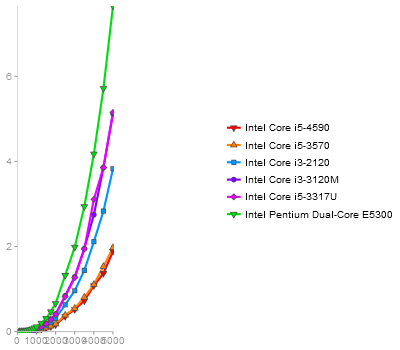 6
4
2
0
0 1000 2000 3000 4000 5000
Intel Core i5-4590
Intel Core i5-3570
Intel Core i3-2120
Intel Core i3-3120M
Intel Core i5-3317U
Intel Pentium Dual-Core E5300